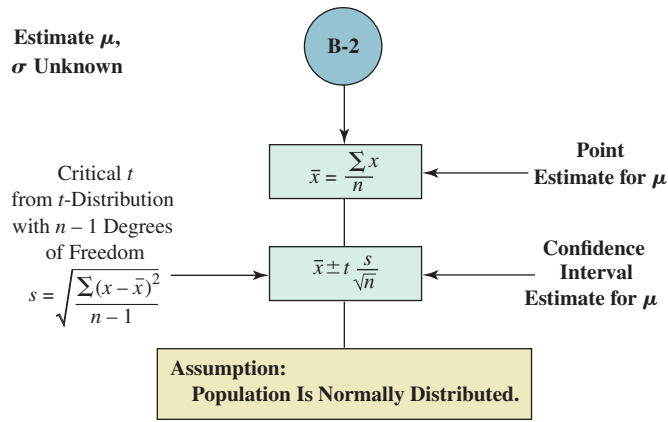 Estimate μ,
σ Unknown
B-2
x̄ = ∑x / n
Point
Estimate for μ
Critical t
from t-Distribution
with n – 1 Degrees
of Freedom
s = √(∑(x – x̄)² / n – 1)
x̄ ± t s/√n
Confidence
Interval
Estimate for μ
Assumption:
Population Is Normally Distributed.